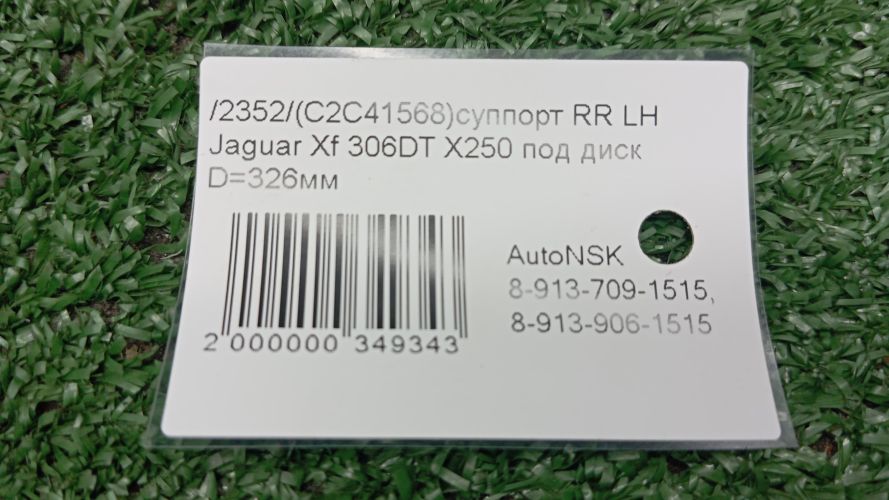 /2352/(C2C41568)суппорт RR LH
Jaguar Xf 306DT X250 под диск
D=326мм
AutoNSK
8-913-709-1515,
8-913-906-1515
2 000000 349343